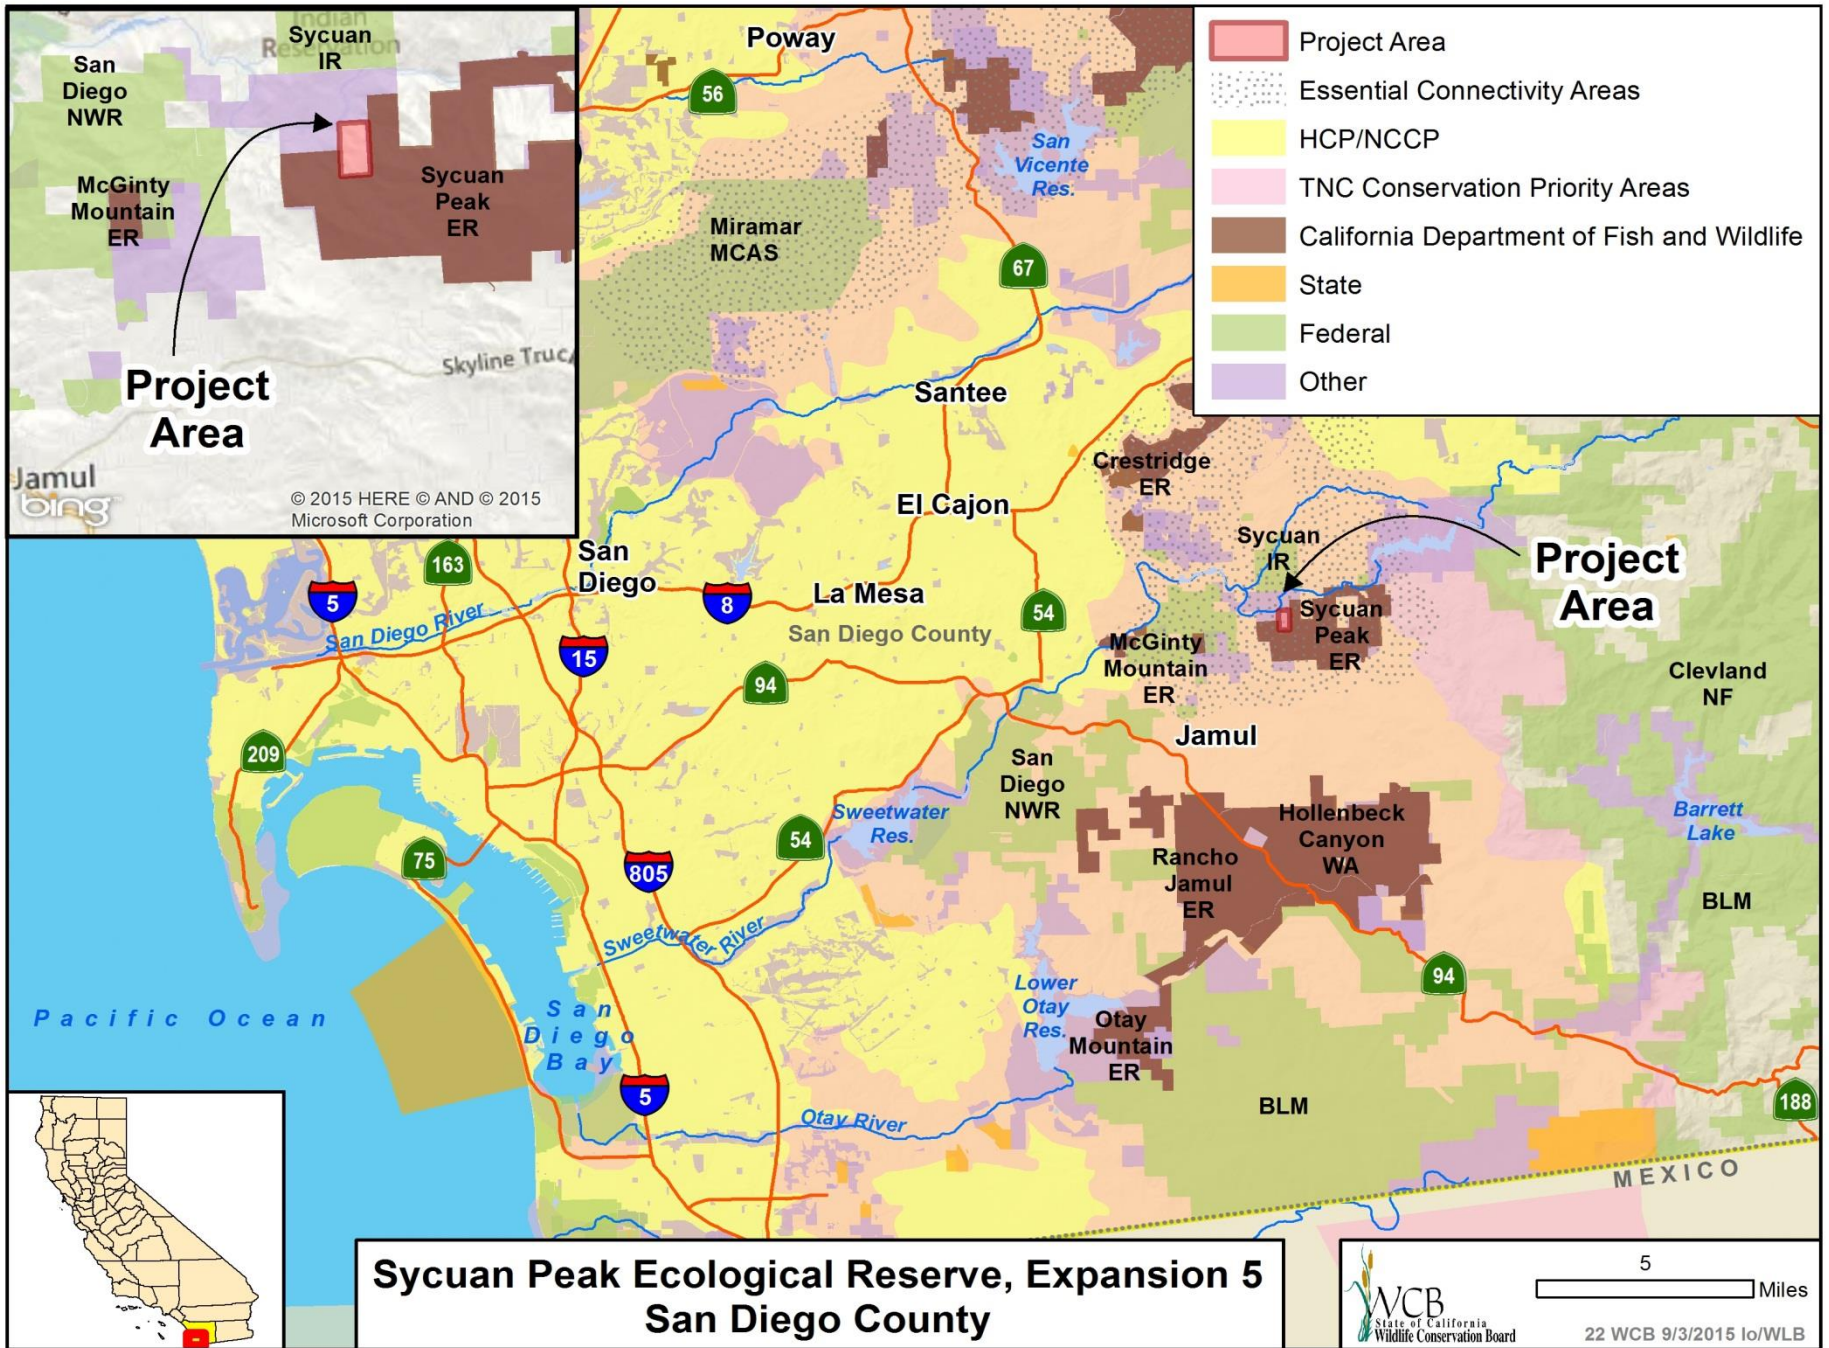 Indian
Reservation
Sycuan
IR
San
Diego
NWR
McGinty
Mountain
ER
Sycuan
Peak
ER
Skyline Truc
Project
Area
Jamul
bing
© 2015 HERE © AND © 2015
Microsoft Corporation
Project Area
Essential Connectivity Areas
HCP/NCCP
TNC Conservation Priority Areas
California Department of Fish and Wildlife
State
Federal
Other
Poway
56
San
Vicente
Res.
Miramar
MCAS
67
Santee
Crestridge
ER
El Cajon
Sycuan
IR
Project
Area
San
Diego
163
5
8
La Mesa
San Diego County
54
Sycuan
Peak
ER
San Diego River
15
McGinty
Mountain
ER
94
Clevland
NF
209
Jamul
San
Diego
NWR
Sweetwater
Res.
Hollenbeck
Canyon
WA
Barrett
Lake
75
54
805
Rancho
Jamul
ER
BLM
Sweetwater River
94
Lower
Otay
Res.
Pacific Ocean
San
Diego
Bay
Otay
Mountain
ER
5
BLM
188
Otay River
MEXICO
Sycuan Peak Ecological Reserve, Expansion 5
San Diego County
5
Miles
WCB
State of California
Wildlife Conservation Board
22 WCB 9/3/2015 lo/WLB